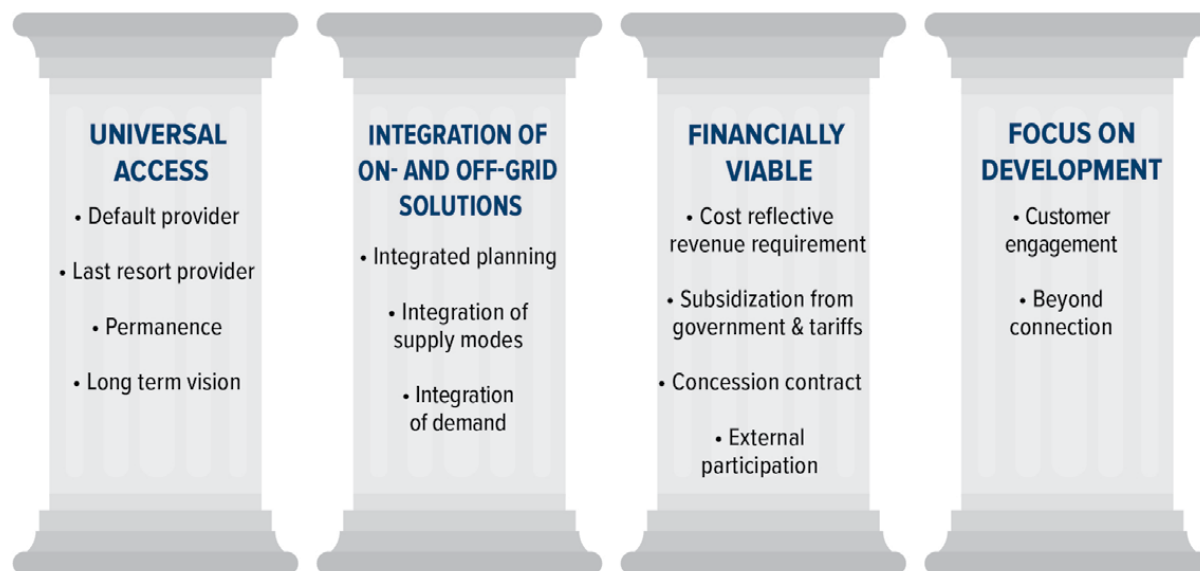 UNIVERSAL
ACCESS
• Default provider
• Last resort provider
• Permanence
• Long term vision
INTEGRATION OF
ON- AND OFF-GRID
SOLUTIONS
• Integrated planning
• Integration of
supply modes
• Integration
of demand
FINANCIALLY
VIABLE
• Cost reflective
revenue requirement
• Subsidization from
government & tariffs
• Concession contract
• External
participation
FOCUS ON
DEVELOPMENT
• Customer
engagement
• Beyond
connection